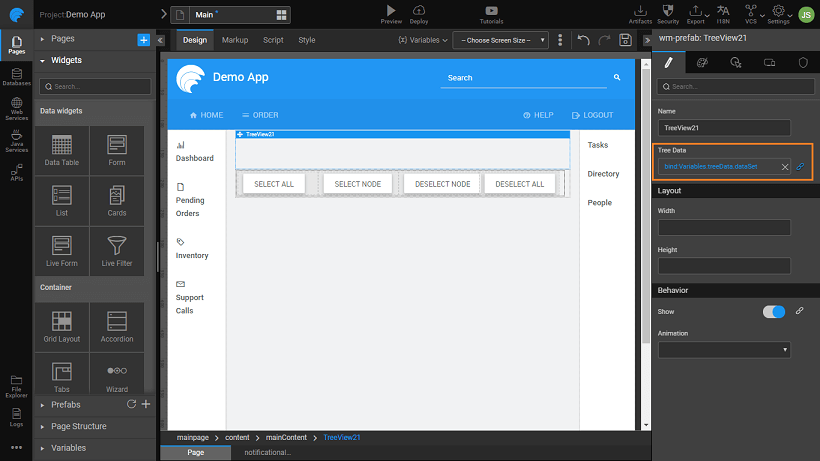 Project:Demo App
Main *
Preview
Deploy
Tutorials
Artifacts
Security
Export
I18N
VCS
Settings
JS
Pages
Databases
Web
Services
Java
Services
APIs
File
Explorer
Logs
Pages
Widgets
Search...
Data widgets
Data Table
Form
List
Cards
Live Form
Live Filter
Container
Grid Layout
Accordion
Tabs
Wizard
Prefabs
Page Structure
Variables
Design
Markup
Script
Style
(x) Variables
-- Choose Screen Size --
Demo App
Search
HOME
ORDER
HELP
LOGOUT
Dashboard
Pending
Orders
Inventory
Support
Calls
TreeView21
SELECT ALL
SELECT NODE
DESELECT NODE
DESELECT ALL
Tasks
Directory
People
mainpage
content
mainContent
TreeView21
Page
notificational...
wm-prefab: TreeView21
Search...
Name
TreeView21
Tree Data
bind:Variables.treeData.dataSet
Layout
Width
Height
Behavior
Show
Animation